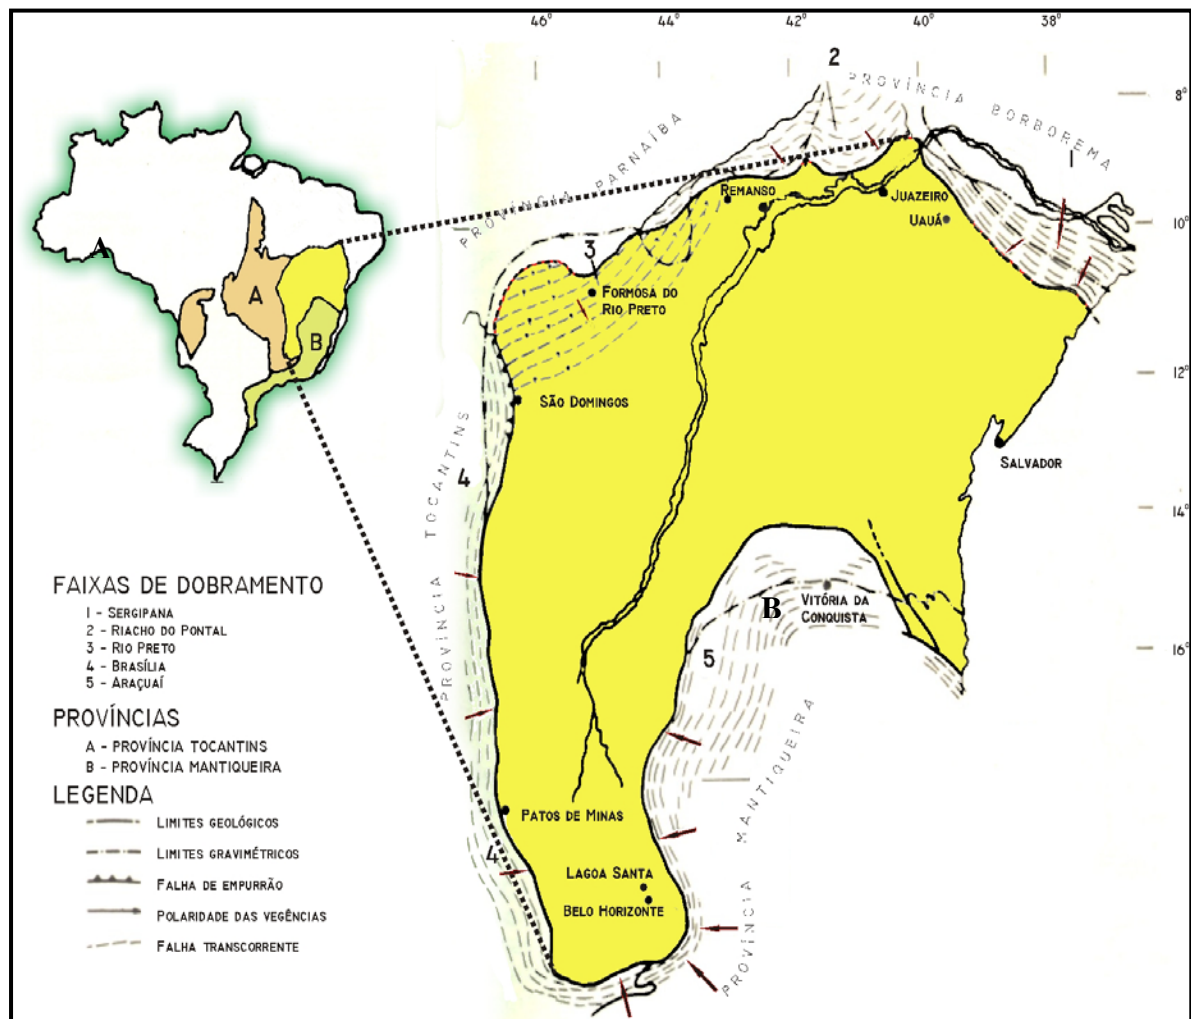 46°
44°
42°
40°
38°
2
PROVÍNCIA BORBOREMA
8°
1
PROVÍNCIA PARNAÍBA
REMANSO
JUAZEIRO
UAUÁ
10°
A
3
FORMOSA DO
RIO PRETO
A
B
12°
SÃO DOMINGOS
SALVADOR
4
PROVÍNCIA TOCANTINS
14°
B
VITÓRIA DA
CONQUISTA
16°
5
FAIXAS DE DOBRAMENTO
1 - SERGIPANA
2 - RIACHO DO PONTAL
3 - RIO PRETO
4 - BRASÍLIA
5 - ARAÇUAÍ
PROVÍNCIAS
A - PROVÍNCIA TOCANTINS
B - PROVÍNCIA MANTIQUEIRA
LEGENDA
LIMITES GEOLÓGICOS
LIMITES GRAVIMÉTRICOS
FALHA DE EMPURRÃO
POLARIDADE DAS VEGÊNCIAS
FALHA TRANSCORRENTE
PATOS DE MINAS
4
LAGOA SANTA
BELO HORIZONTE
PROVÍNCIA MANTIQUEIRA